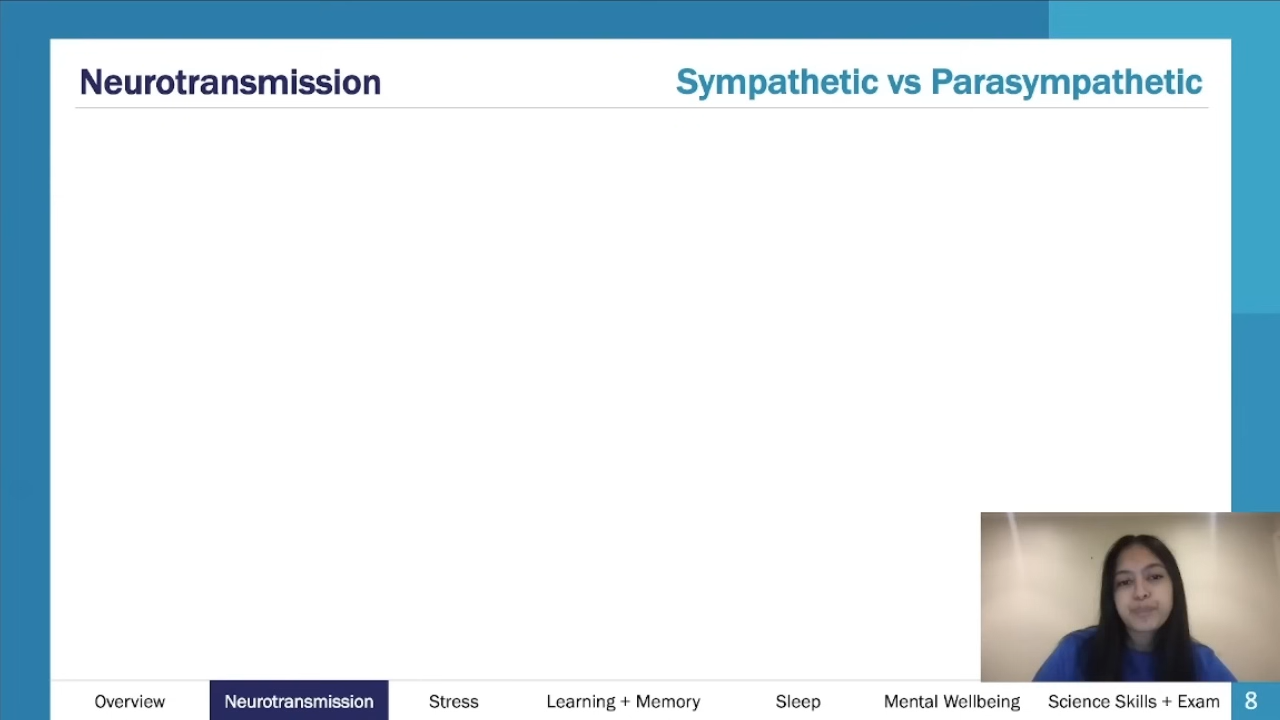 Neurotransmission
Sympathetic vs Parasympathetic
Overview
Neurotransmission
Stress
Learning + Memory
Sleep
Mental Wellbeing
Science Skills + Exam
8